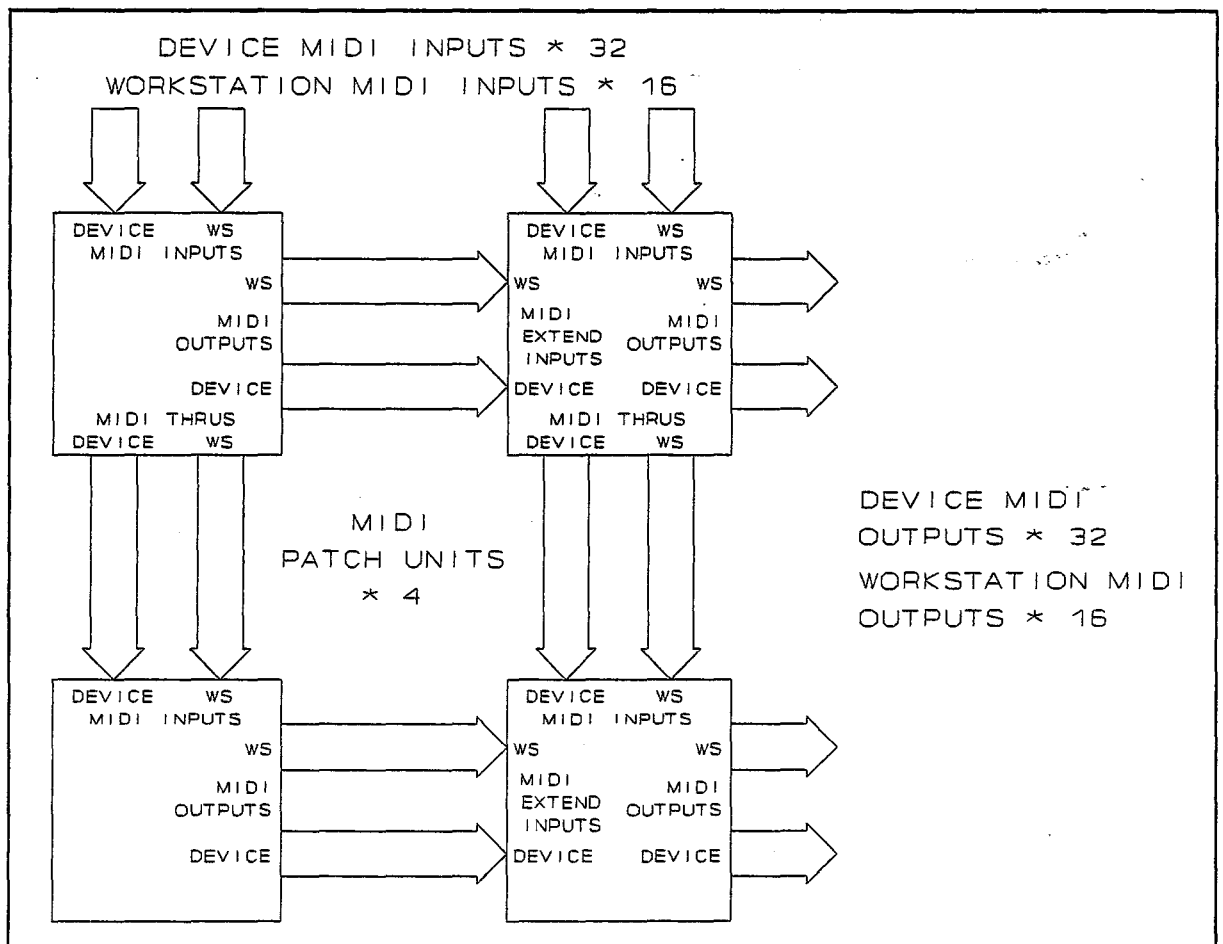 DEVICE MIDI INPUTS * 32
WORKSTATION MIDI INPUTS * 16
DEVICE WS
MIDI INPUTS
WS
MIDI
OUTPUTS
DEVICE
MIDI THRUS
DEVICE WS
DEVICE WS
MIDI INPUTS
WS
WS
MIDI
EXTEND
INPUTS
MIDI
OUTPUTS
DEVICE
DEVICE
MIDI THRUS
DEVICE WS
MIDI
PATCH UNITS
* 4
DEVICE MIDI
OUTPUTS * 32
WORKSTATION MIDI
OUTPUTS * 16
DEVICE WS
MIDI INPUTS
WS
MIDI
OUTPUTS
DEVICE
DEVICE WS
MIDI INPUTS
WS
WS
MIDI
EXTEND
INPUTS
MIDI
OUTPUTS
DEVICE
DEVICE